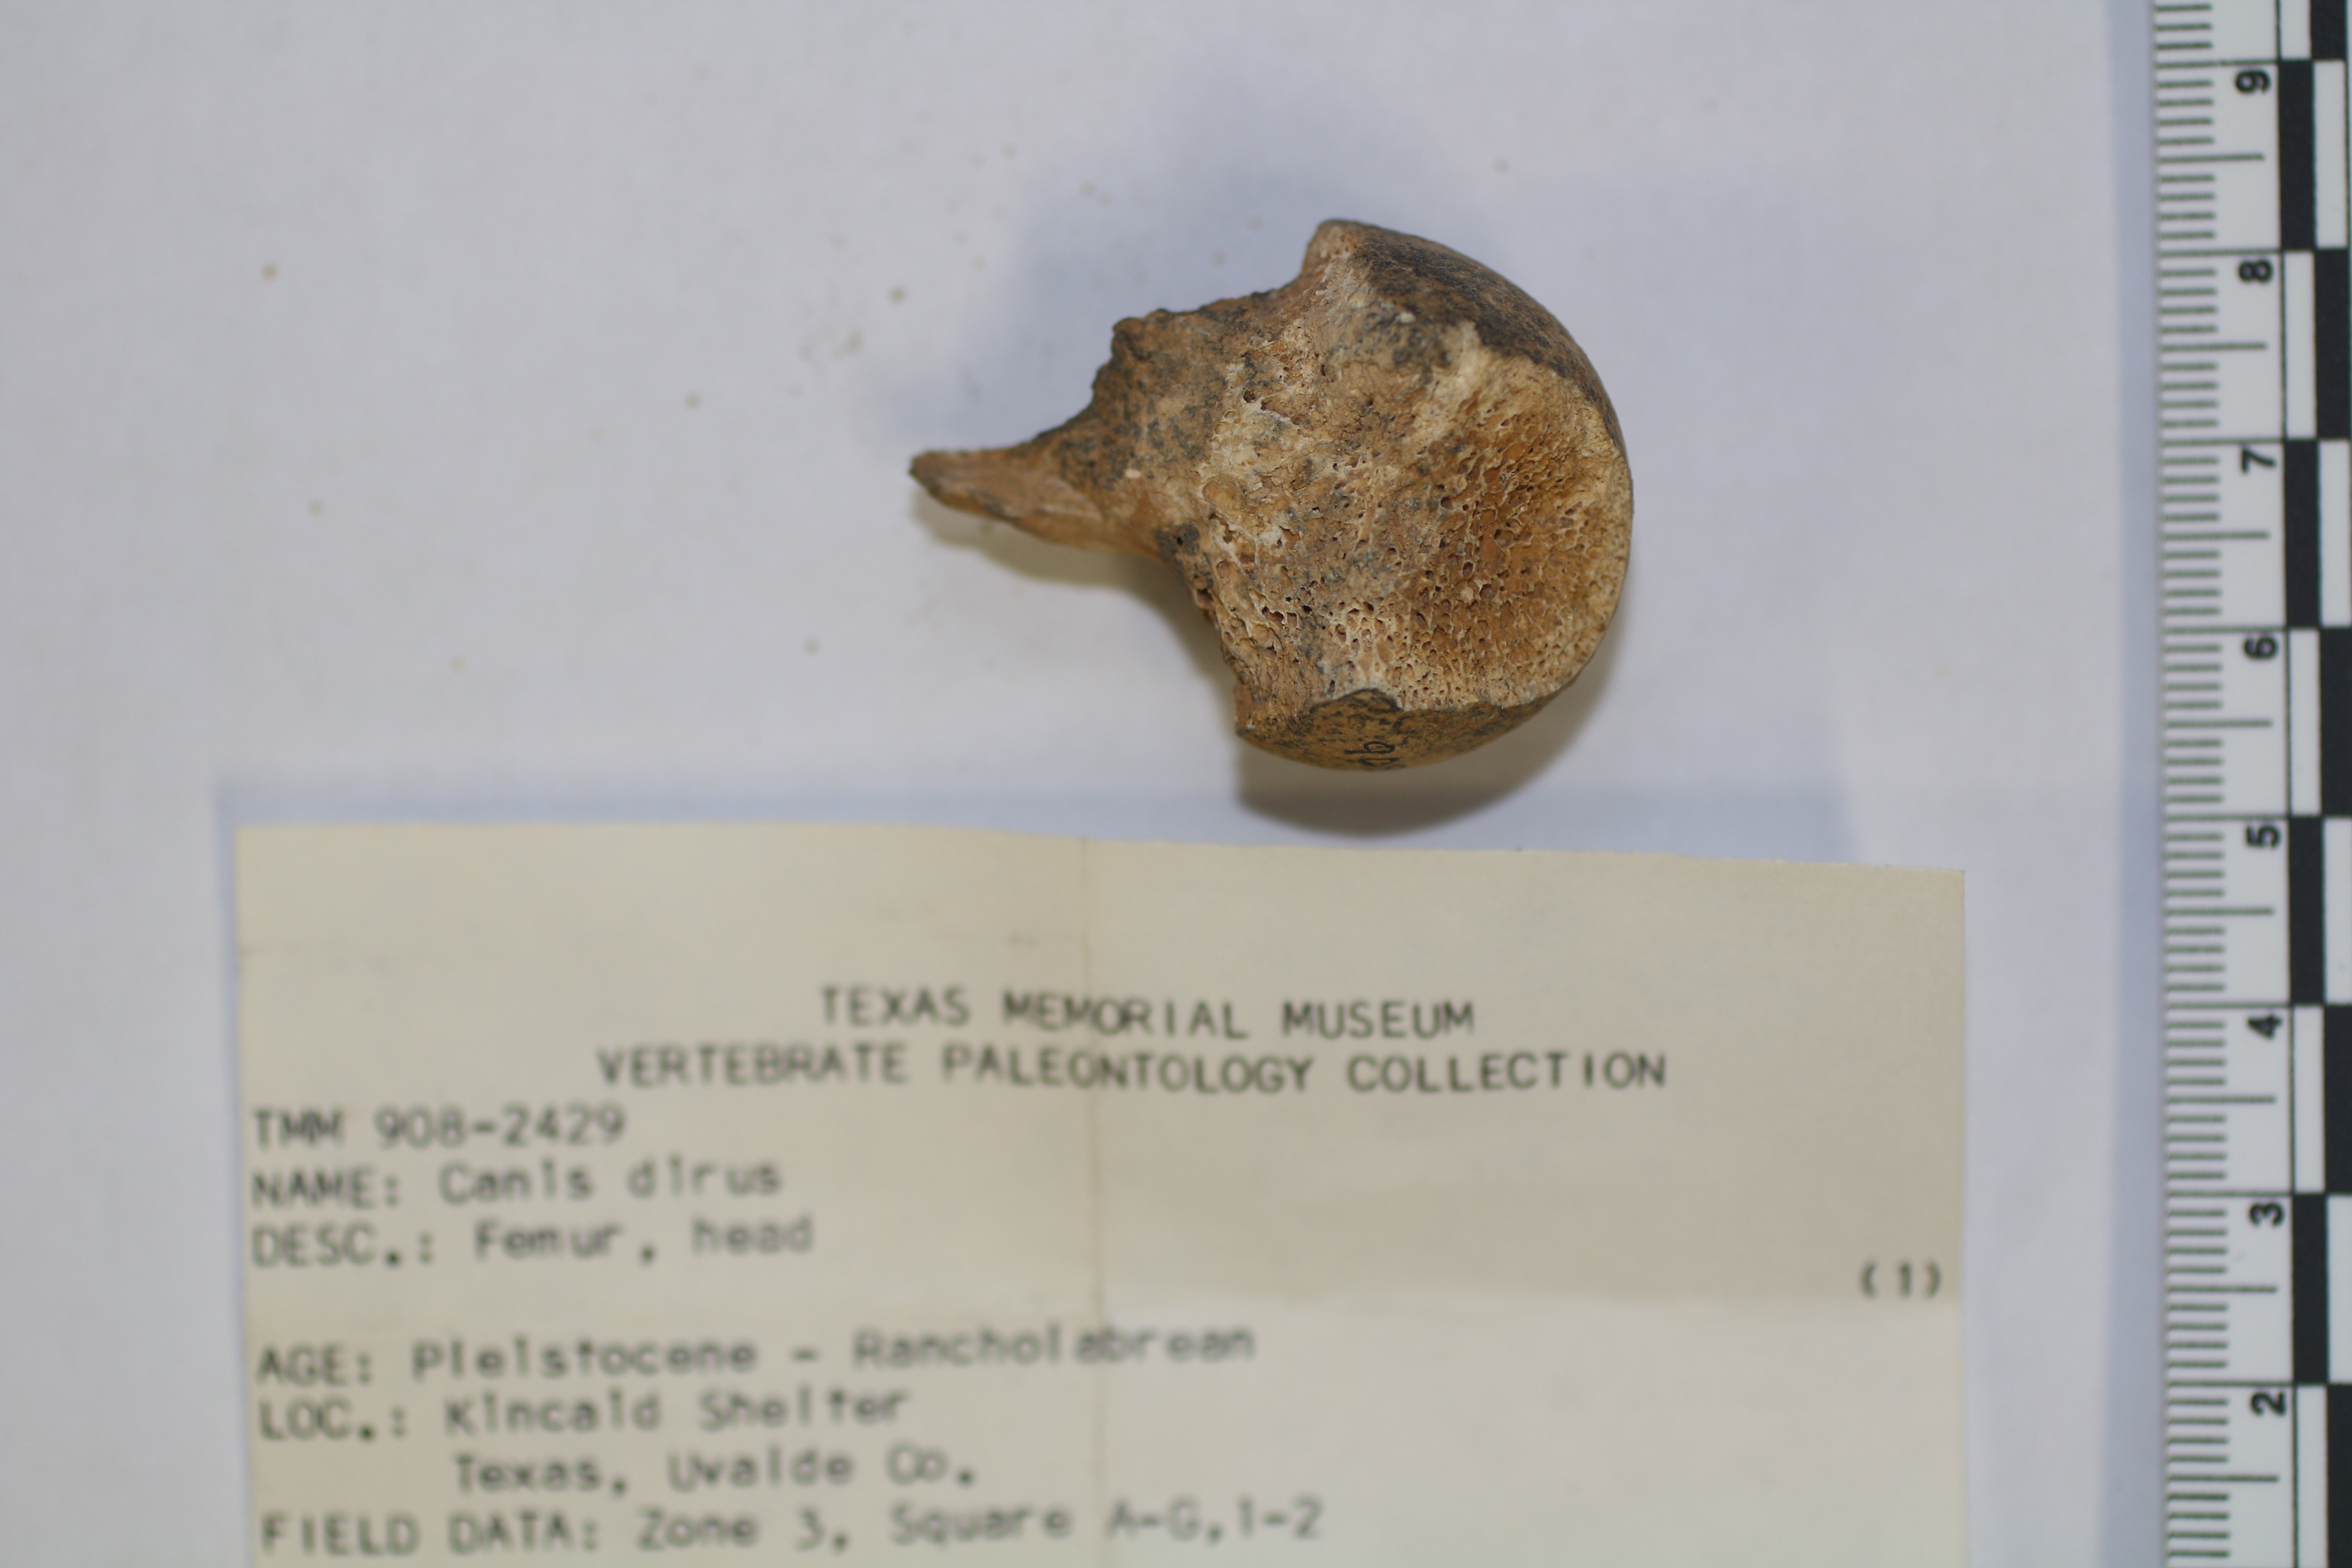 TEXAS MEMORIAL MUSEUM
VERTEBRATE PALEONTOLOGY COLLECTION
TMM 908-2429
NAME: Canis dirus
DESC.: Femur, head
(1)
AGE: Pleistocene - Rancholabrean
LOC.: Kincaid Shelter
Texas, Uvalde Co.
FIELD DATA: Zone 3, Square A-G,1-2
9
8
7
6
5
4
3
2